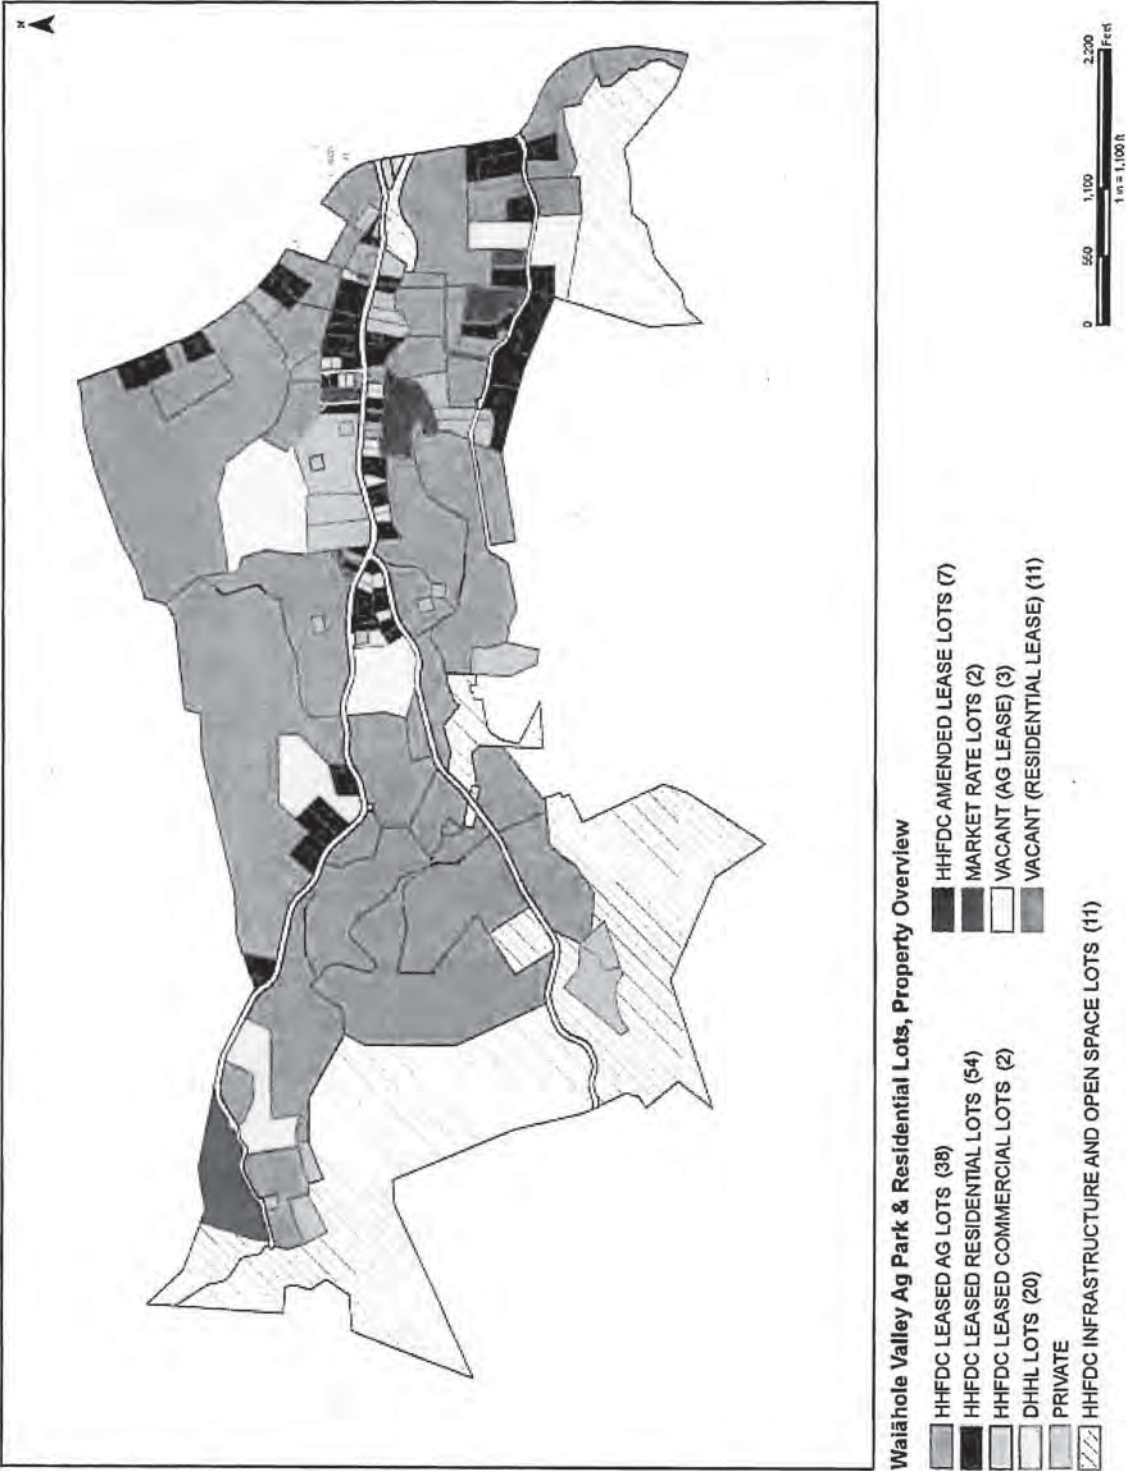 N
Waiāhole Valley Ag Park & Residential Lots, Property Overview
HHFDC LEASED AG LOTS (38)
HHFDC LEASED RESIDENTIAL LOTS (54)
HHFDC LEASED COMMERCIAL LOTS (2)
DHHL LOTS (20)
PRIVATE
HHFDC INFRASTRUCTURE AND OPEN SPACE LOTS (11)
HHFDC AMENDED LEASE LOTS (7)
MARKET RATE LOTS (2)
VACANT (AG LEASE) (3)
VACANT (RESIDENTIAL LEASE) (11)
0 550 1,100 2,200
Feet
1 in = 1,100 ft